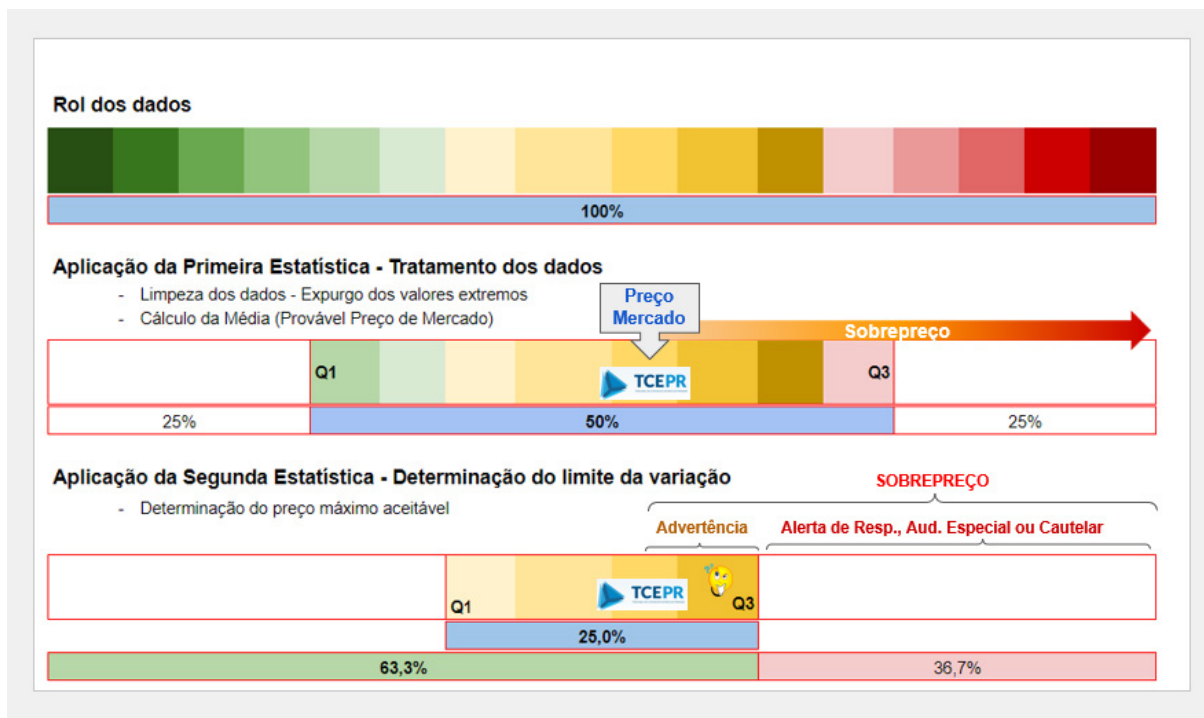 Rol dos dados
100%
Aplicação da Primeira Estatística - Tratamento dos dados
- Limpeza dos dados - Expurgo dos valores extremos
- Cálculo da Média (Provável Preço de Mercado)
Preço
Mercado
Sobrepreço
Q1
TCEPR
Q3
25%
50%
25%
Aplicação da Segunda Estatística - Determinação do limite da variação
- Determinação do preço máximo aceitável
SOBREPREÇO
Advertência
Alerta de Resp., Aud. Especial ou Cautelar
Q1
TCEPR
Q3
25,0%
63,3%
36,7%